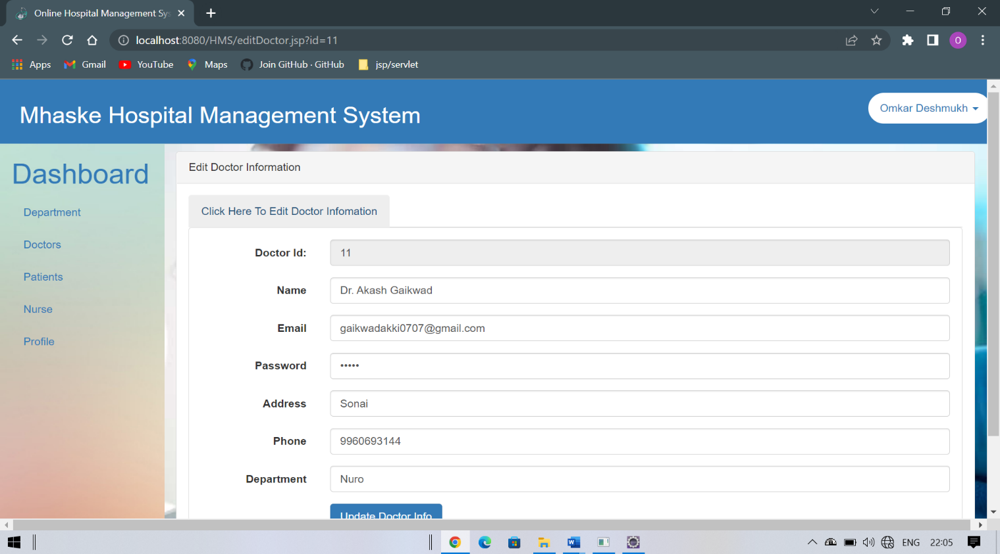 Online Hospital Management Sys
localhost:8080/HMS/editDoctor.jsp?id=11
O
Apps Gmail YouTube Maps Join GitHub · GitHub jsp/servlet
Mhaske Hospital Management System
Omkar Deshmukh
Dashboard
Department
Doctors
Patients
Nurse
Profile
Edit Doctor Information
Click Here To Edit Doctor Infomation
Doctor Id: 11
Name Dr. Akash Gaikwad
Email gaikwadakki0707@gmail.com
Password •••••
Address Sonai
Phone 9960693144
Department Nuro
Update Doctor Info
ENG 22:05